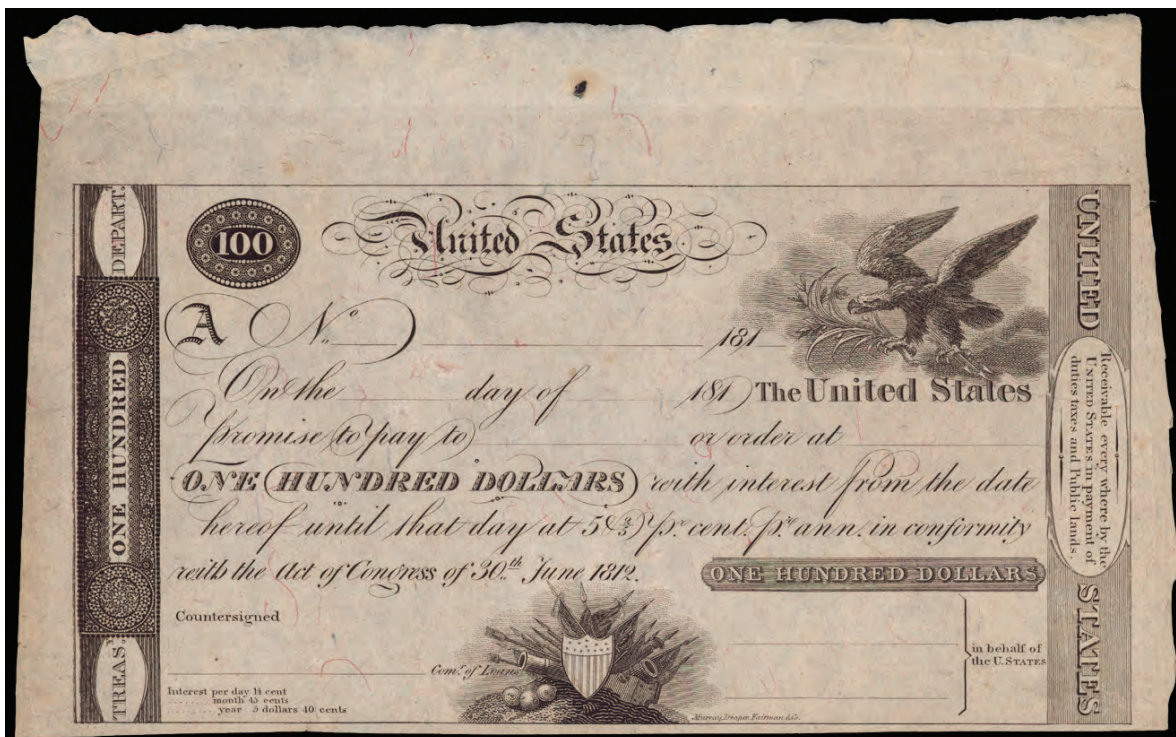 TREAS. ONE HUNDRED DEPART.
100
United States
A No. 181
On the day of 181 The United States
promise to pay to or order at
ONE HUNDRED DOLLARS with interest from the date
hereof until that day at 5 2/5 pr. cent. pr. ann. in conformity
with the Act of Congress of 30th June 1812.
ONE HUNDRED DOLLARS
Countersigned
Comr. of Loans
in behalf of
the U. STATES
Interest per day 1½ cent
month 45 cents
year 5 dollars 40 cents
Murray, Draper, Fairman & Co.
UNITED STATES
Receivable every where by the
UNITED STATES in payment of
duties taxes and Public lands.